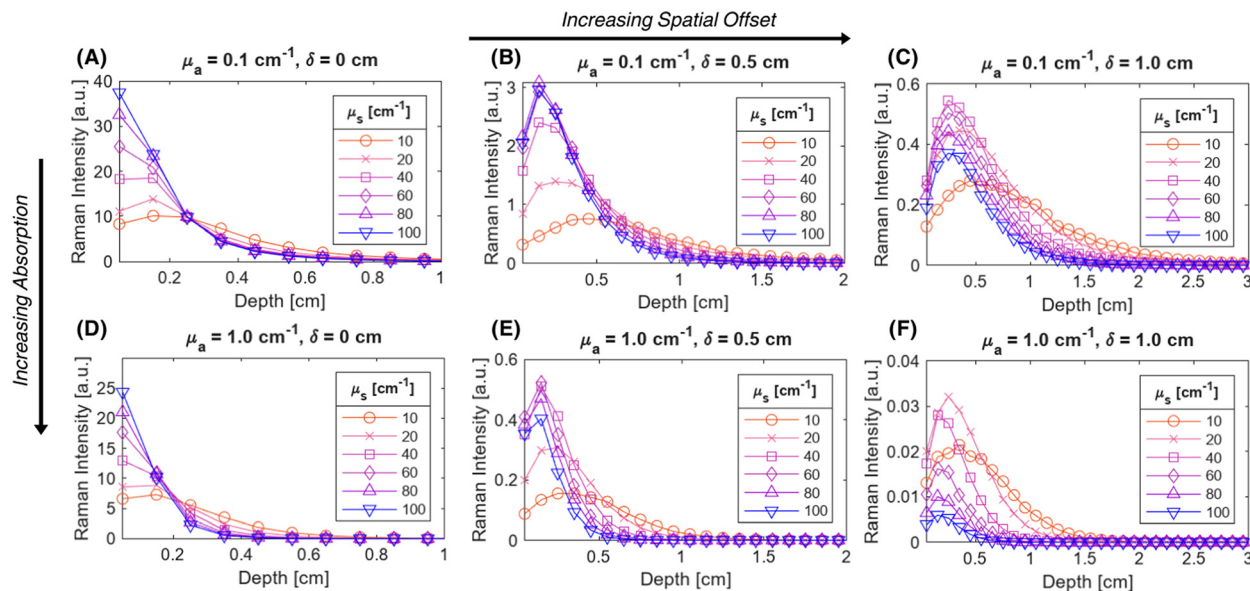 Increasing Spatial Offset
Increasing Absorption
(A)
μa = 0.1 cm-1, δ = 0 cm
Raman Intensity [a.u.]
40
30
20
10
0
0.2
0.4
0.6
0.8
1
Depth [cm]
μs [cm-1]
10
20
40
60
80
100
(B)
μa = 0.1 cm-1, δ = 0.5 cm
Raman Intensity [a.u.]
3
2
1
0
0.5
1
1.5
2
Depth [cm]
μs [cm-1]
10
20
40
60
80
100
(C)
μa = 0.1 cm-1, δ = 1.0 cm
Raman Intensity [a.u.]
0.6
0.4
0.2
0
0.5
1
1.5
2
2.5
3
Depth [cm]
μs [cm-1]
10
20
40
60
80
100
(D)
μa = 1.0 cm-1, δ = 0 cm
Raman Intensity [a.u.]
25
20
15
10
5
0
0.2
0.4
0.6
0.8
1
Depth [cm]
μs [cm-1]
10
20
40
60
80
100
(E)
μa = 1.0 cm-1, δ = 0.5 cm
Raman Intensity [a.u.]
0.6
0.4
0.2
0
0.5
1
1.5
2
Depth [cm]
μs [cm-1]
10
20
40
60
80
100
(F)
μa = 1.0 cm-1, δ = 1.0 cm
Raman Intensity [a.u.]
0.04
0.03
0.02
0.01
0
0.5
1
1.5
2
2.5
3
Depth [cm]
μs [cm-1]
10
20
40
60
80
100